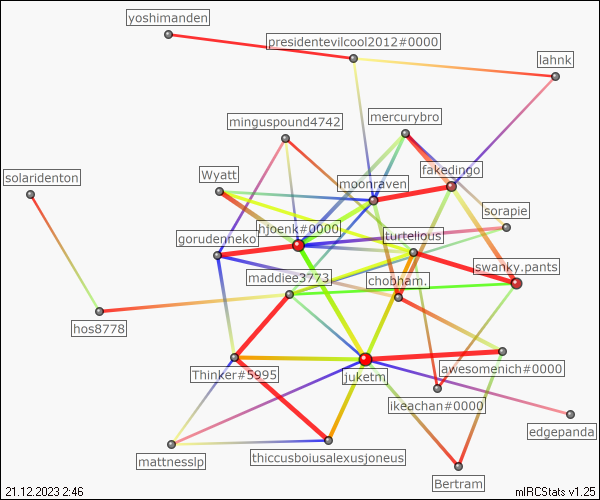 yoshimanden
presidentevilcool2012#0000
lahnk
mercurybro
minguspound4742
fakedingo
solaridenton
Wyatt
moonraven
sorapie
hjoenk#0000
gorudenneko
turtelious
swanky.pants
maddiee3773
chobham.
hos8778
awesomenich#0000
Thinker#5995
juketm
ikeachan#0000
edgepanda
mattnesslp
thiccusboiusalexusjoneus
Bertram
21.12.2023 2:46
mIRCStats v1.25